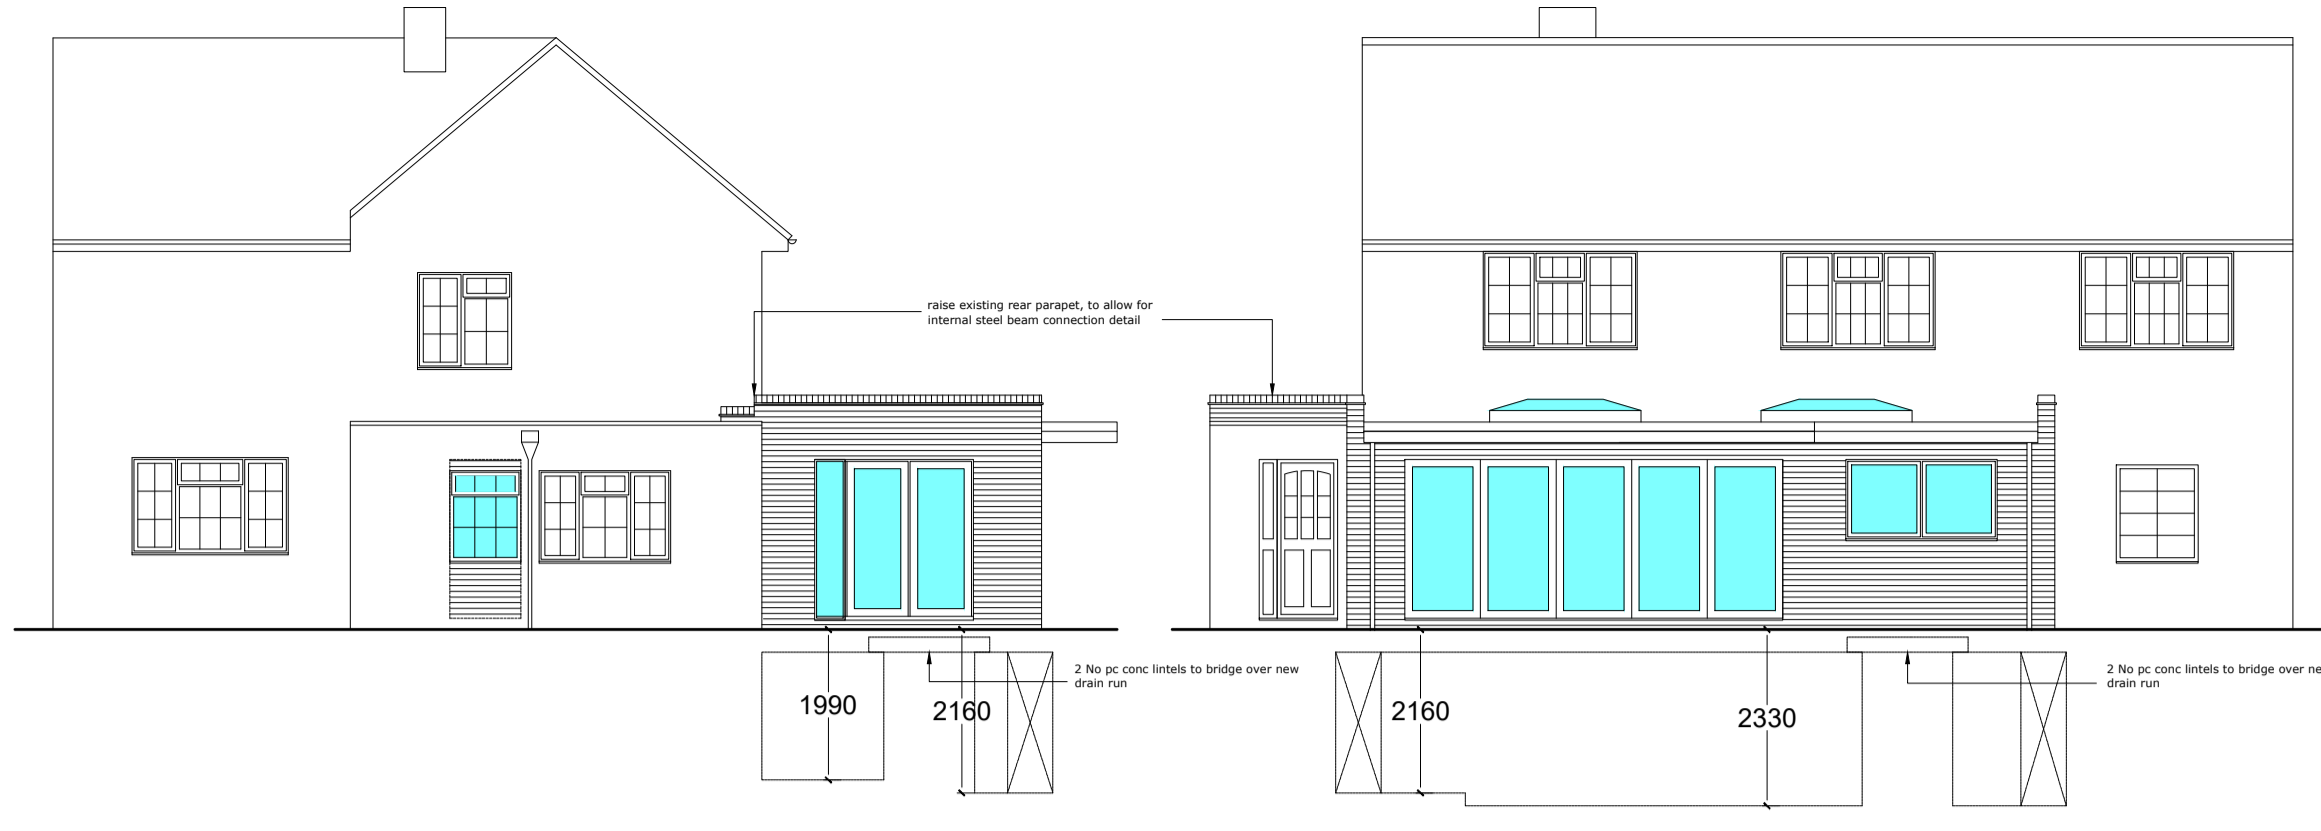 raise existing rear parapet, to allow for
internal steel beam connection detail
2 No pc conc lintels to bridge over new
drain run
1990
2160
2 No pc conc lintels to bridge over ne
drain run
2160
2330